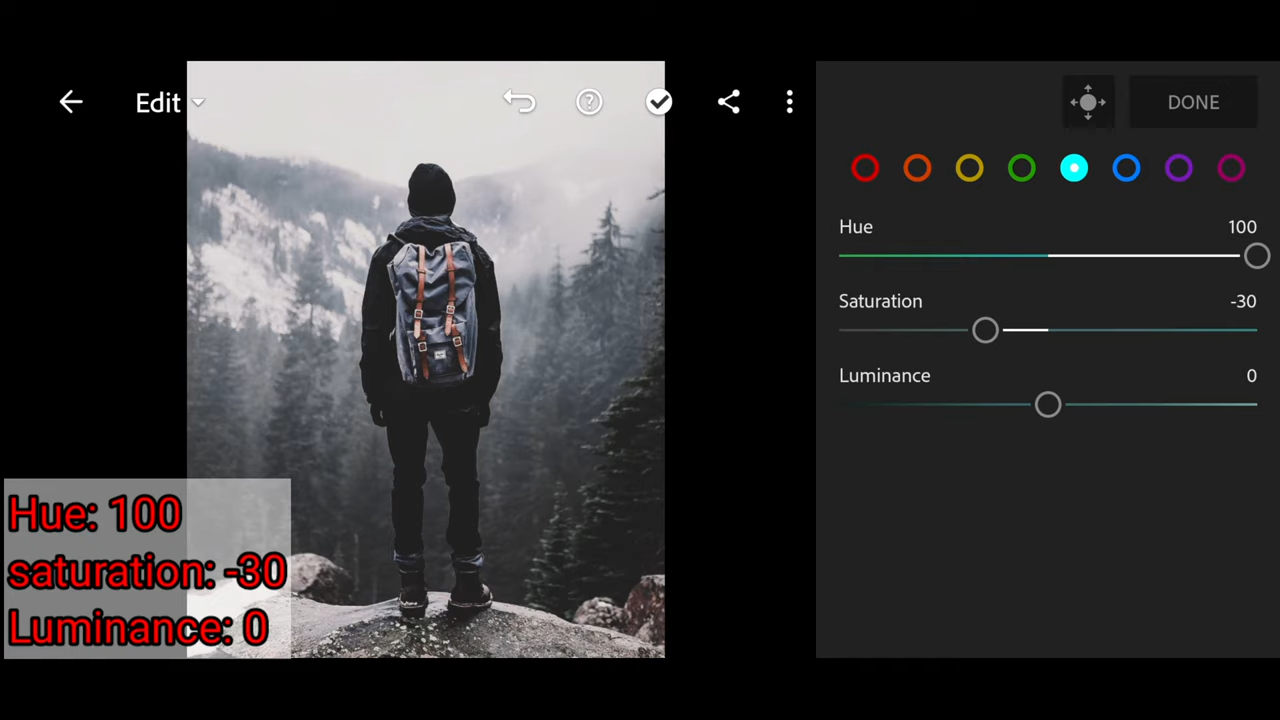 Edit
DONE
Hue 100
Saturation -30
Luminance 0
Hue: 100
saturation: -30
Luminance: 0